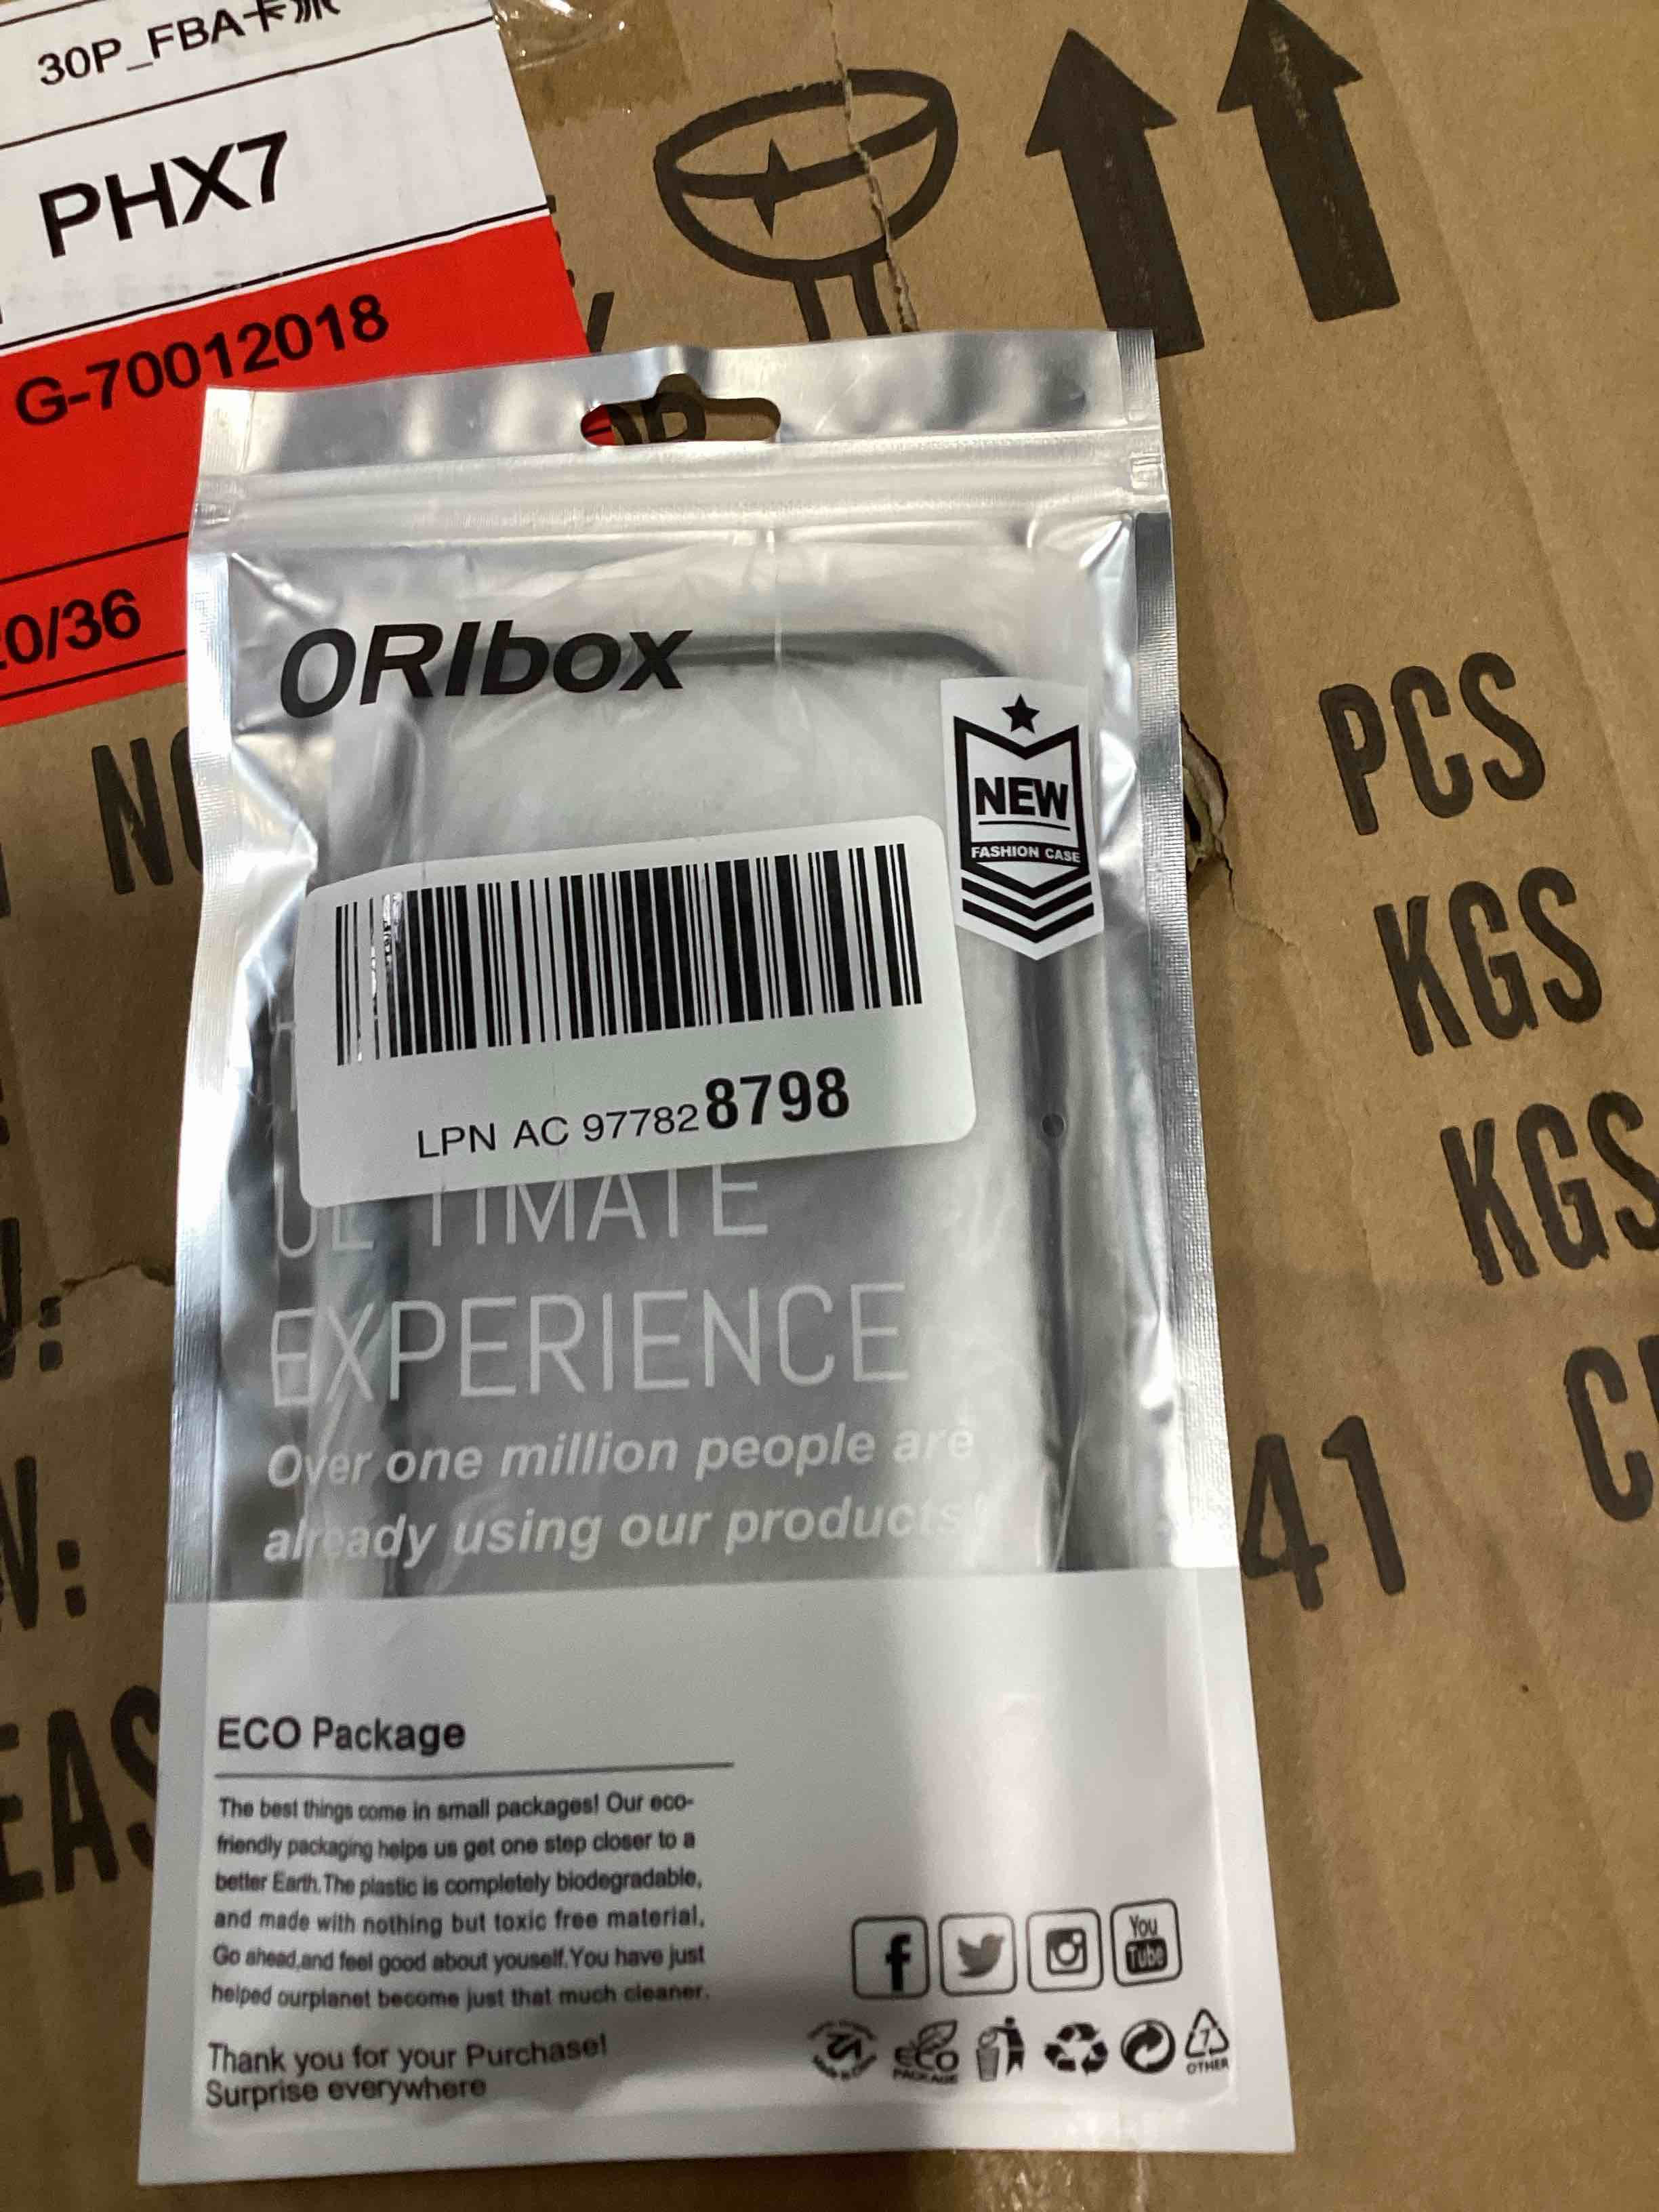 30P_FBA卡派
PHX7
G-70012018
20/36
PCS
KGS
KGS
41
ORIbox
NEW
FASHION CASE
LPN AC 977828798
ULTIMATE
EXPERIENCE
Over one million people are
already using our products!
ECO Package
The best things come in small packages! Our eco-
friendly packaging helps us get one step closer to a
better Earth.The plastic is completely biodegradable,
and made with nothing but toxic free material,
Go ahead,and feel good about youself.You have just
helped ourplanet become just that much cleaner.
Thank you for your Purchase!
Surprise everywhere
f
You
Tube
ECO
PACKAGE
7
OTHER